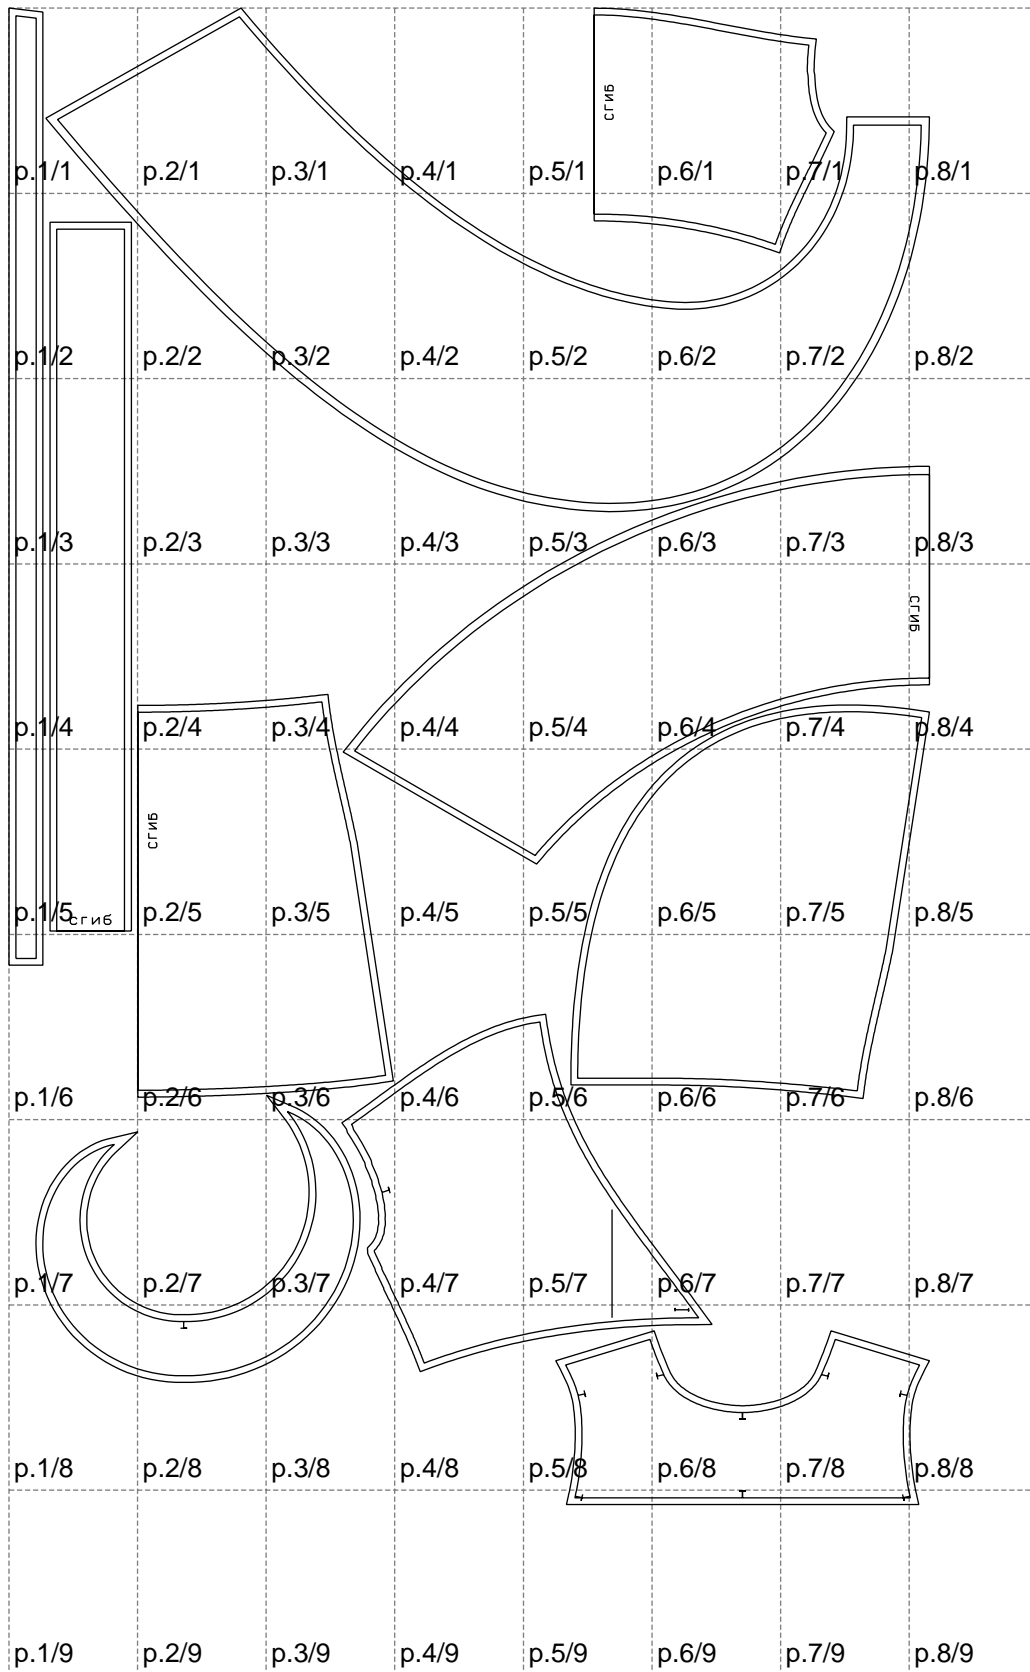 сгиб
p.1/1 p.2/1 p.3/1 p.4/1 p.5/1 p.6/1 p.7/1 p.8/1
p.1/2 p.2/2 p.3/2 p.4/2 p.5/2 p.6/2 p.7/2 p.8/2
p.1/3 p.2/3 p.3/3 p.4/3 p.5/3 p.6/3 p.7/3 p.8/3
сгиб
p.1/4 p.2/4 p.3/4 p.4/4 p.5/4 p.6/4 p.7/4 p.8/4
сгиб
p.1/5 p.2/5 p.3/5 p.4/5 p.5/5 p.6/5 p.7/5 p.8/5
сгиб
p.1/6 p.2/6 p.3/6 p.4/6 p.5/6 p.6/6 p.7/6 p.8/6
p.1/7 p.2/7 p.3/7 p.4/7 p.5/7 p.6/7 p.7/7 p.8/7
p.1/8 p.2/8 p.3/8 p.4/8 p.5/8 p.6/8 p.7/8 p.8/8
p.1/9 p.2/9 p.3/9 p.4/9 p.5/9 p.6/9 p.7/9 p.8/9